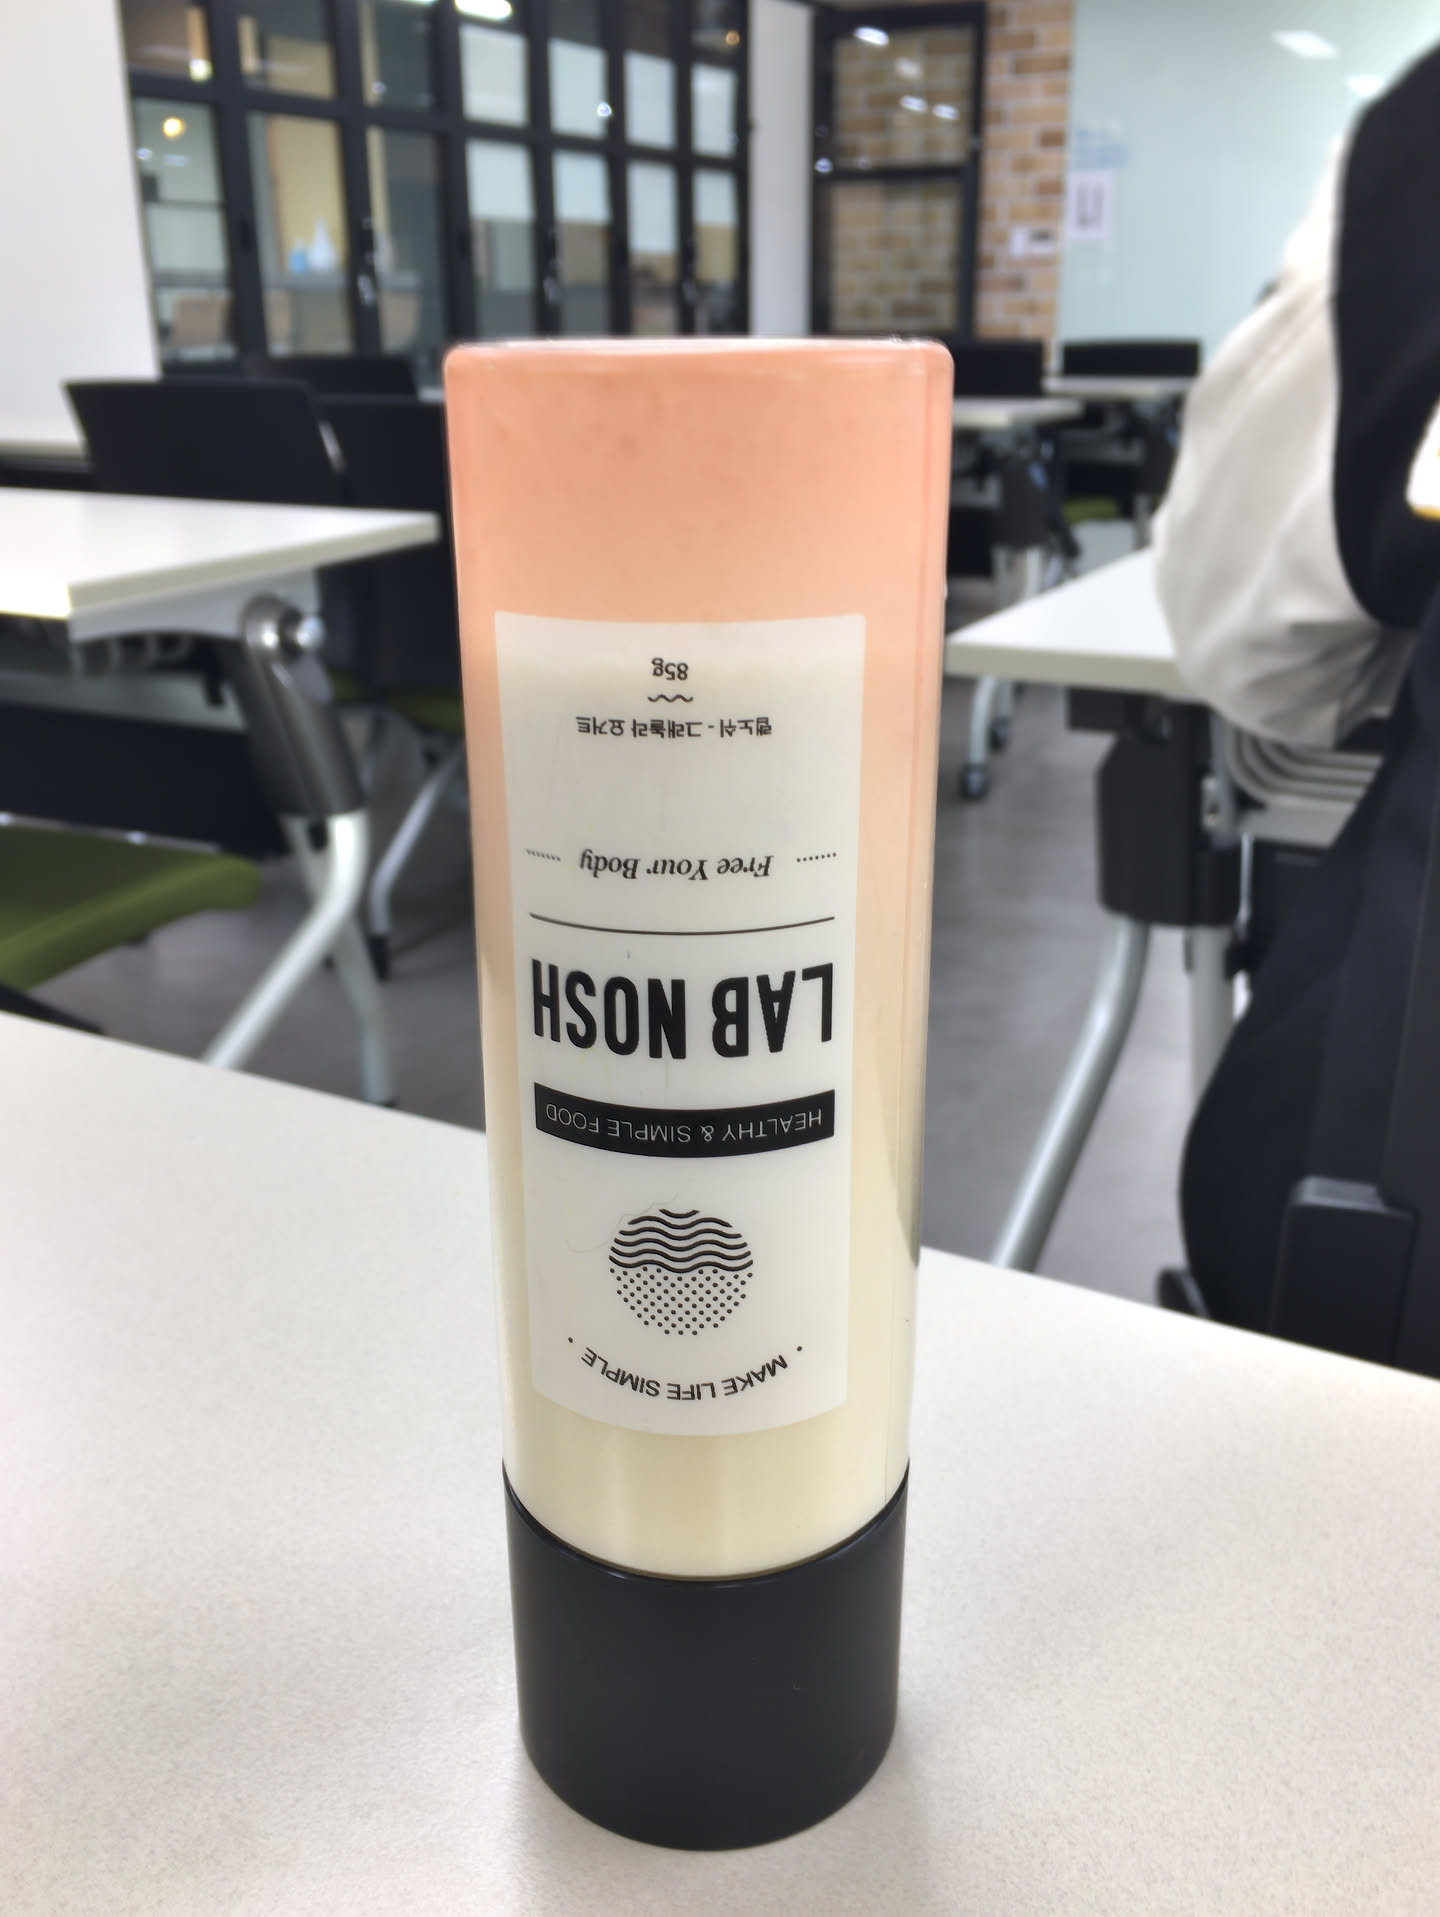 MAKE LIFE SIMPLE
HEALTHY & SIMPLE FOOD
LAB NOSH
Free Your Body
랩노쉬 - 그래놀라 요거트
85g